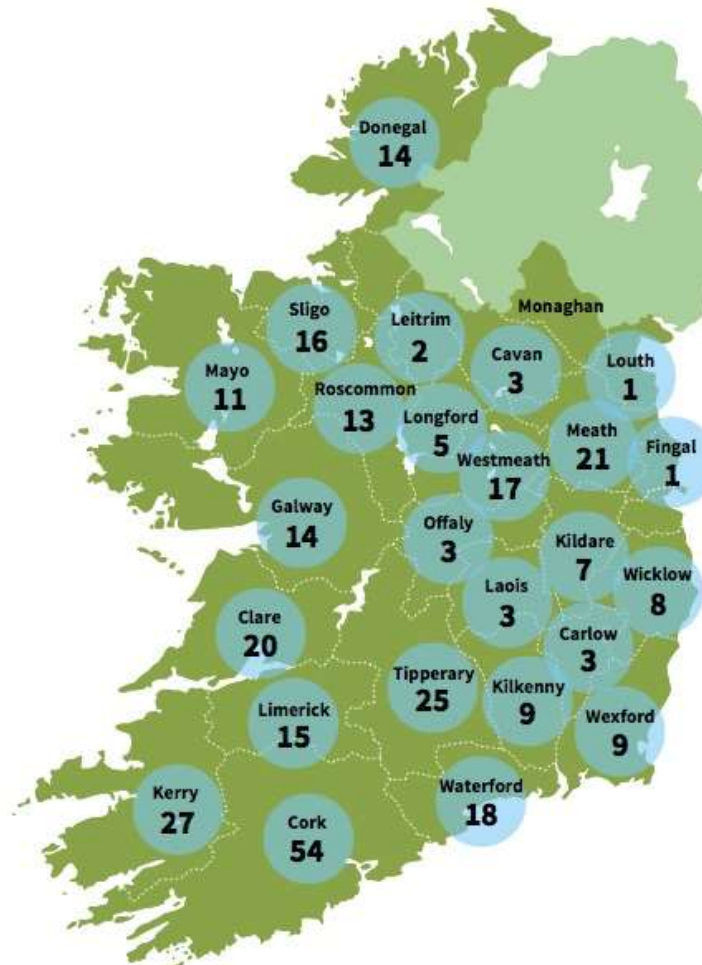 Donegal
14
Monaghan
Sligo
16
Leitrim
2
Cavan
3
Louth
1
Mayo
11
Roscommon
13
Longford
5
Meath
21
Fingal
1
Westmeath
17
Galway
14
Offaly
3
Kildare
7
Wicklow
8
Laois
3
Clare
20
Carlow
3
Tipperary
25
Kilkenny
9
Limerick
15
Wexford
9
Kerry
27
Waterford
18
Cork
54